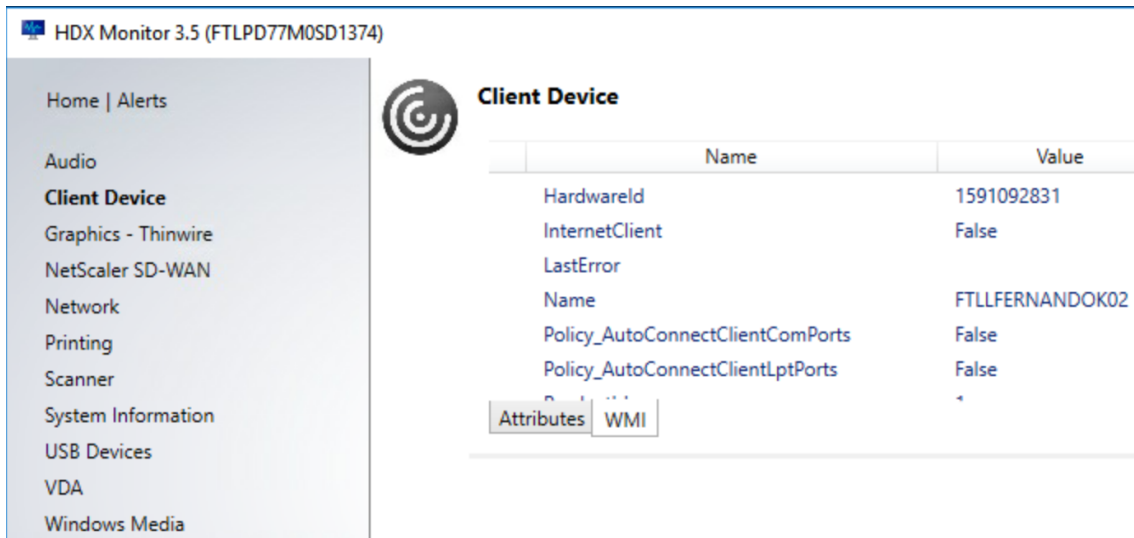 HDX Monitor 3.5 (FTLPD77M0SD1374)
Home | Alerts
Audio
Client Device
Graphics - Thinwire
NetScaler SD-WAN
Network
Printing
Scanner
System Information
USB Devices
VDA
Windows Media
Client Device
Name Value
HardwareId 1591092831
InternetClient False
LastError
Name FTLLFERNANDOK02
Policy_AutoConnectClientComPorts False
Policy_AutoConnectClientLptPorts False
Attributes WMI